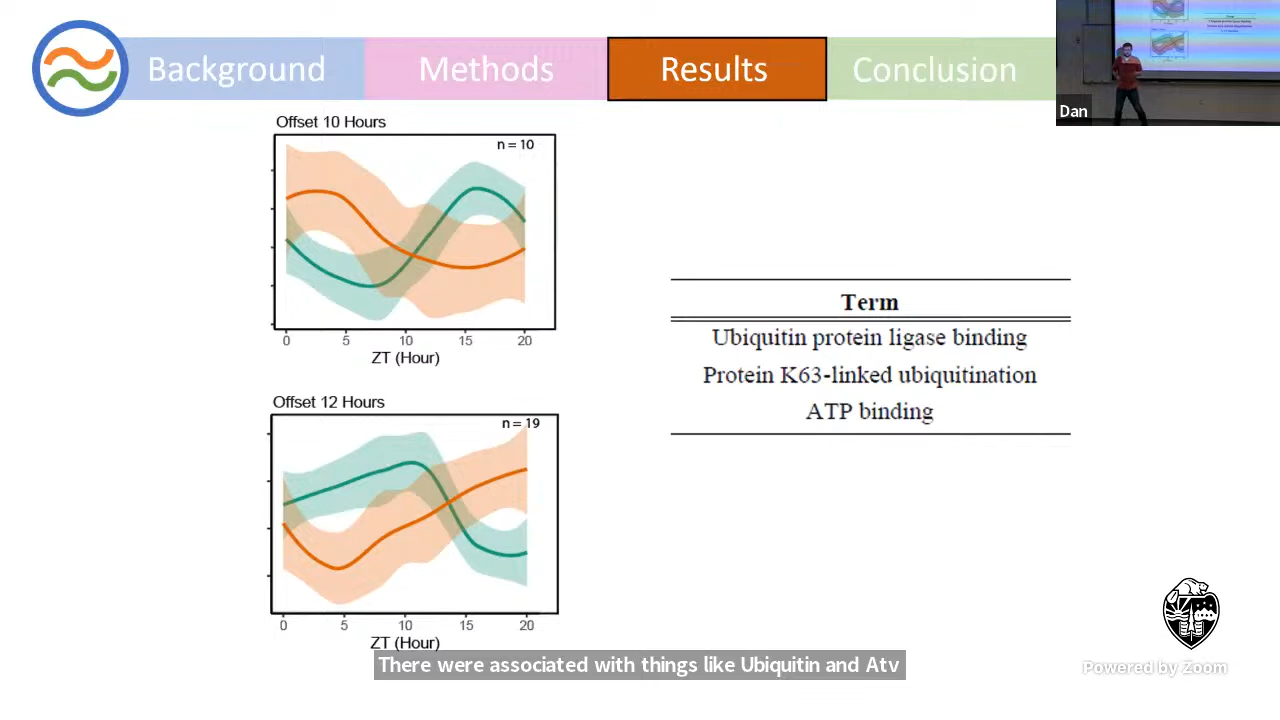 Background
Methods
Results
Conclusion
Dan
Offset 10 Hours
n = 10
0 5 10 15 20
ZT (Hour)
Offset 12 Hours
n = 19
0 5 10 15 20
ZT (Hour)
Term
Ubiquitin protein ligase binding
Protein K63-linked ubiquitination
ATP binding
There were associated with things like Ubiquitin and Atv
Powered by Zoom